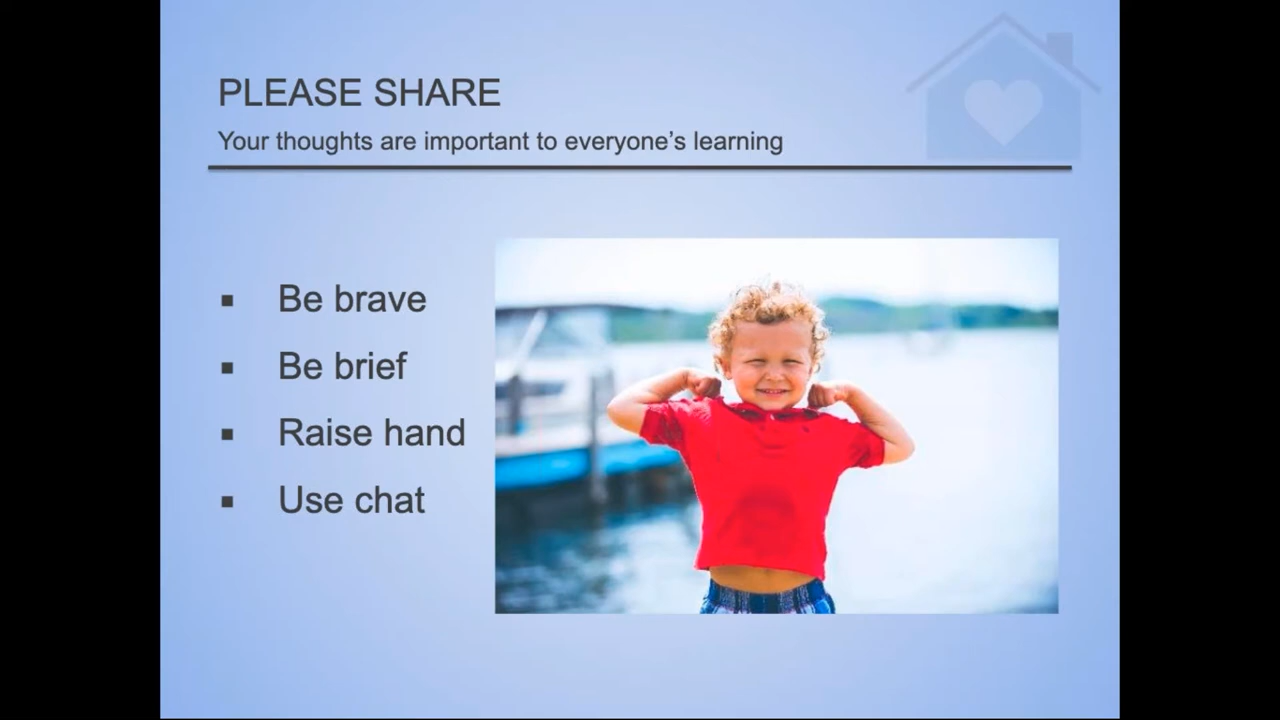 PLEASE SHARE
Your thoughts are important to everyone’s learning
▪ Be brave
▪ Be brief
▪ Raise hand
▪ Use chat